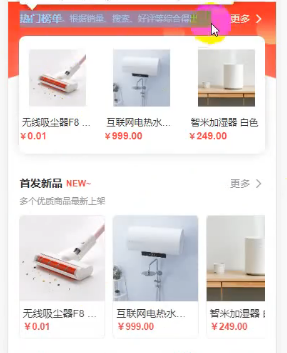 热门榜单 根据销量、搜索、好评等综合得出 更多
无线吸尘器F8 ... 互联网电热水... 智米加湿器 白色
￥0.01 ￥999.00 ￥249.00
首发新品 NEW~ 更多
多个优质商品最新上架
无线吸尘器F8 ... 互联网电热水... 智米加湿器
￥0.01 ￥999.00 ￥249.00